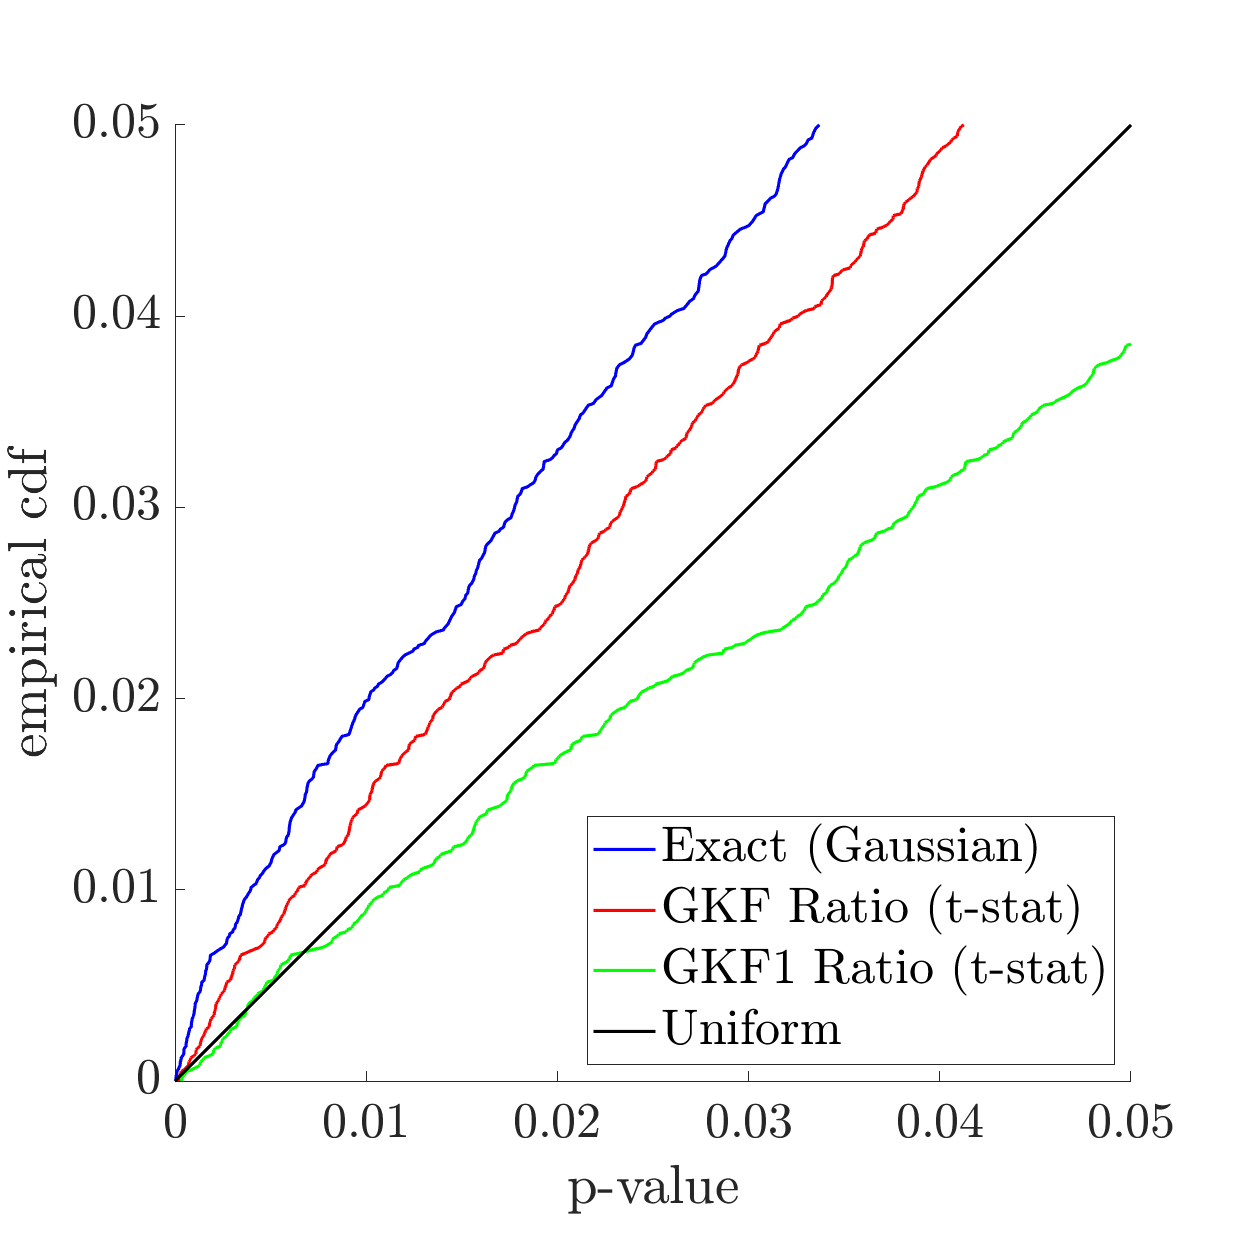 0.05
0.04
0.03
0.02
0.01
0
empirical cdf
Exact (Gaussian)
GKF Ratio (t-stat)
GKF1 Ratio (t-stat)
Uniform
0 0.01 0.02 0.03 0.04 0.05
p-value